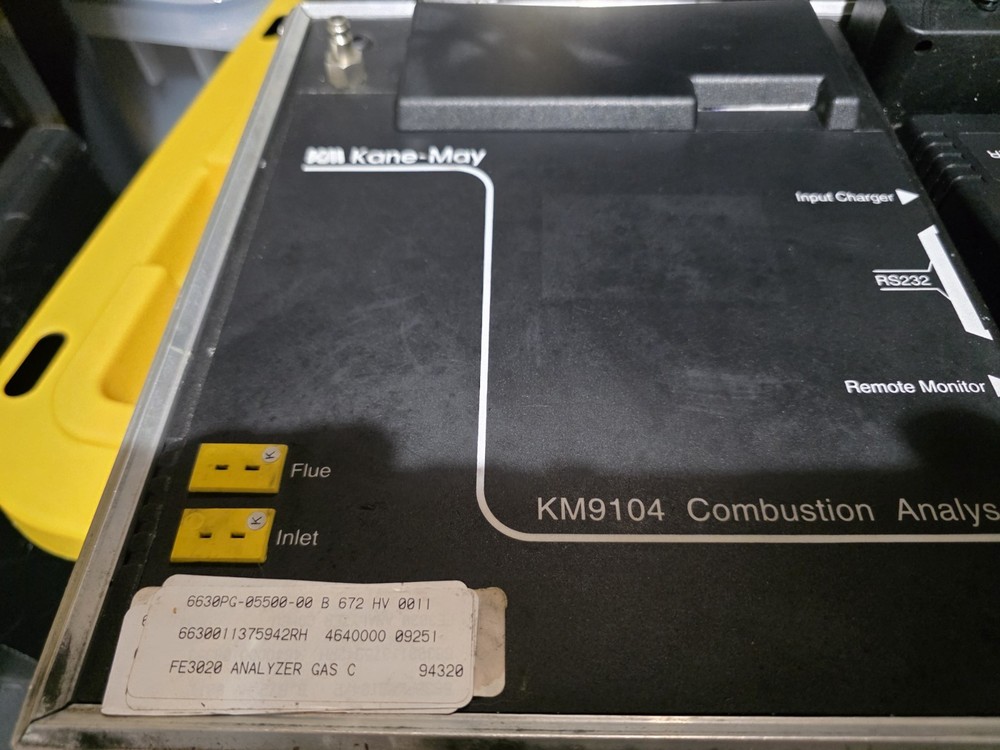 KM Kane-May
Input Charger
RS232
Remote Monitor
K
Flue
KM9104 Combustion Analys
K
Inlet
6630PG-05500-00 B 672 HV 0011
6630011375942RH 4640000 09251
FE3020 ANALYZER GAS C 94320